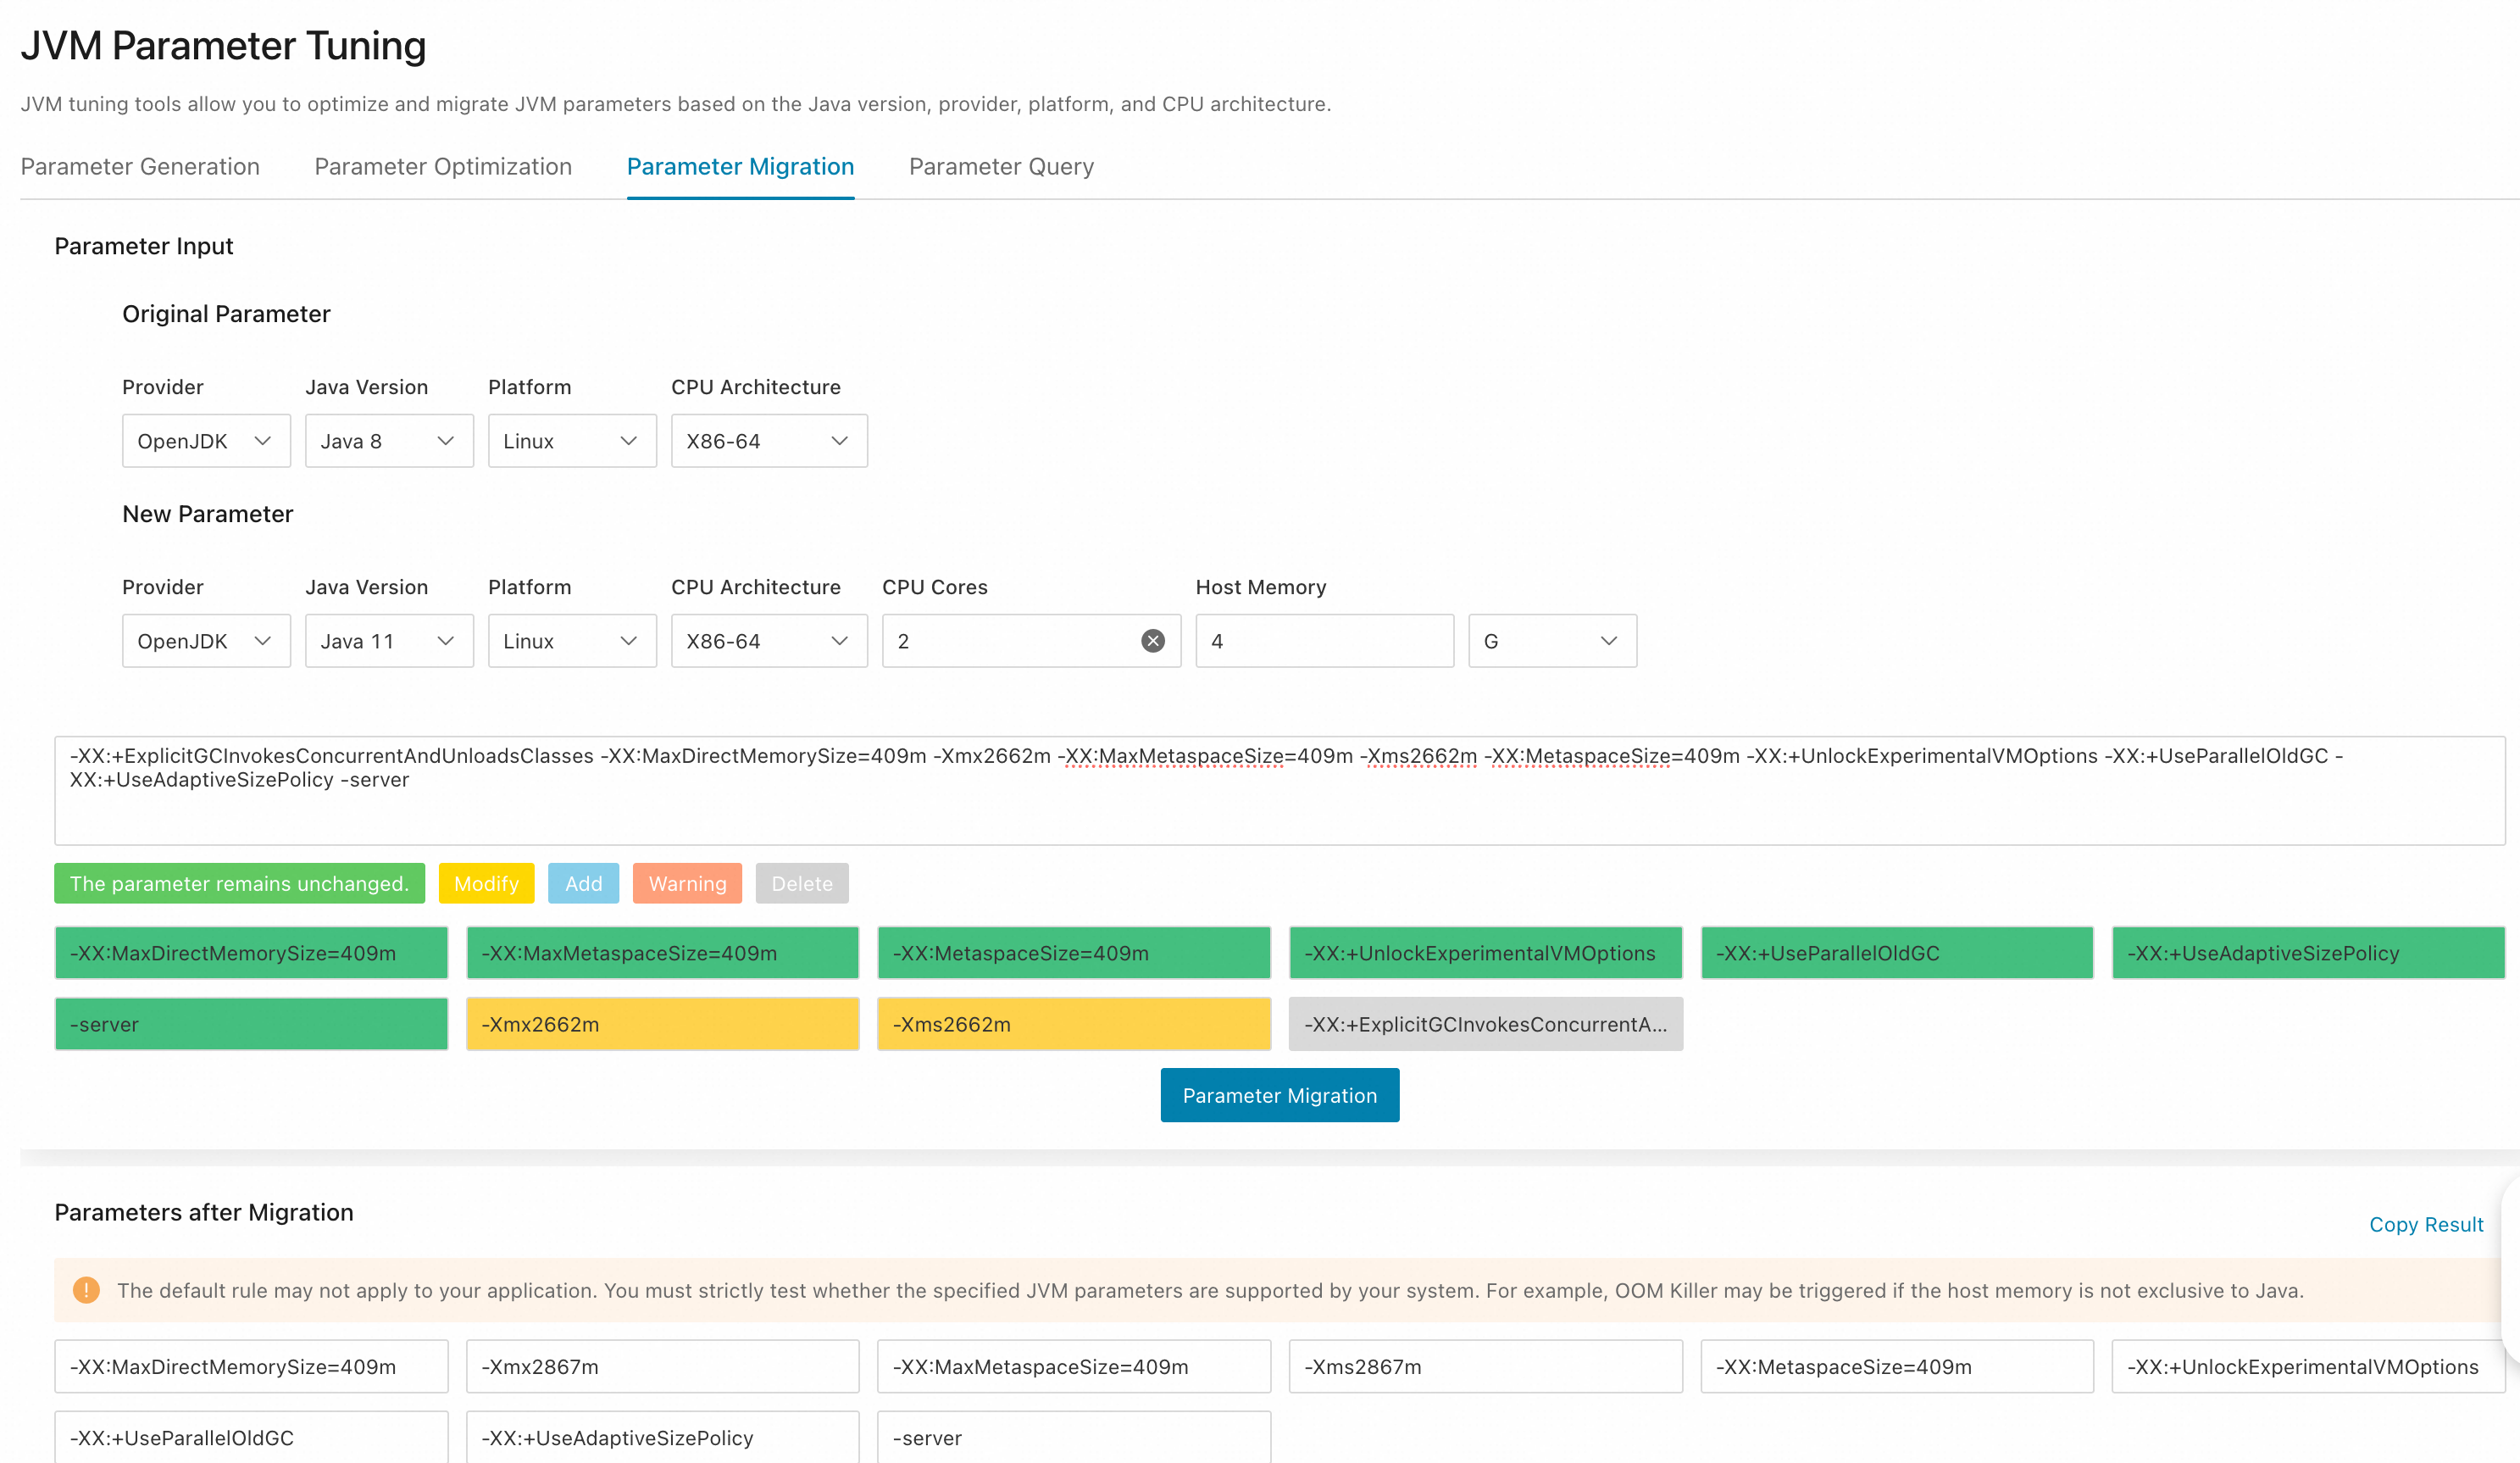 JVM Parameter Tuning
JVM tuning tools allow you to optimize and migrate JVM parameters based on the Java version, provider, platform, and CPU architecture.
Parameter Generation Parameter Optimization Parameter Migration Parameter Query
Parameter Input
Original Parameter
Provider Java Version Platform CPU Architecture
OpenJDK Java 8 Linux X86-64
New Parameter
Provider Java Version Platform CPU Architecture CPU Cores Host Memory
OpenJDK Java 11 Linux X86-64 2 4 G
-XX:+ExplicitGCInvokesConcurrentAndUnloadsClasses -XX:MaxDirectMemorySize=409m -Xmx2662m -XX:MaxMetaspaceSize=409m -Xms2662m -XX:MetaspaceSize=409m -XX:+UnlockExperimentalVMOptions -XX:+UseParallelOldGC -
XX:+UseAdaptiveSizePolicy -server
The parameter remains unchanged. Modify Add Warning Delete
-XX:MaxDirectMemorySize=409m -XX:MaxMetaspaceSize=409m -XX:MetaspaceSize=409m -XX:+UnlockExperimentalVMOptions -XX:+UseParallelOldGC -XX:+UseAdaptiveSizePolicy
-server -Xmx2662m -Xms2662m -XX:+ExplicitGCInvokesConcurrentA...
Parameter Migration
Parameters after Migration
Copy Result
The default rule may not apply to your application. You must strictly test whether the specified JVM parameters are supported by your system. For example, OOM Killer may be triggered if the host memory is not exclusive to Java.
-XX:MaxDirectMemorySize=409m -Xmx2867m -XX:MaxMetaspaceSize=409m -Xms2867m -XX:MetaspaceSize=409m -XX:+UnlockExperimentalVMOptions
-XX:+UseParallelOldGC -XX:+UseAdaptiveSizePolicy -server